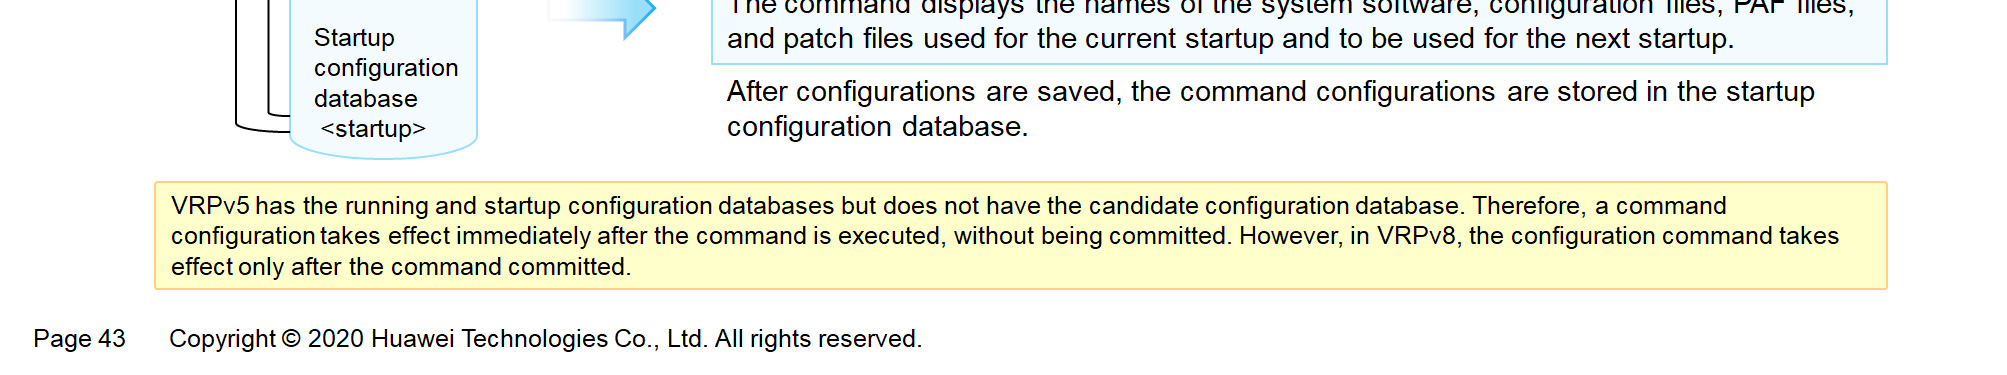 The command displays the names of the system software, configuration files, PAF files,
and patch files used for the current startup and to be used for the next startup.
Startup
configuration
database
<startup>
After configurations are saved, the command configurations are stored in the startup
configuration database.
VRPv5 has the running and startup configuration databases but does not have the candidate configuration database. Therefore, a command
configuration takes effect immediately after the command is executed, without being committed. However, in VRPv8, the configuration command takes
effect only after the command committed.
Page 43 Copyright © 2020 Huawei Technologies Co., Ltd. All rights reserved.